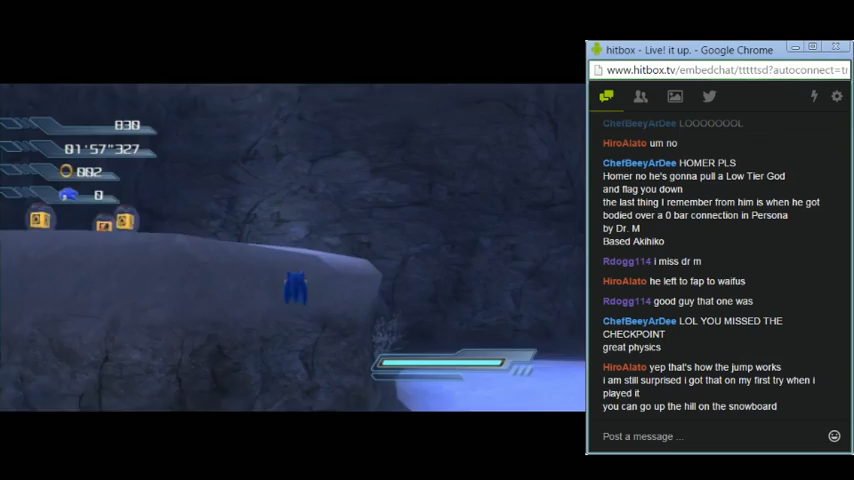 830
01'57"327
002
0
hitbox - Live! it up. - Google Chrome
www.hitbox.tv/embedchat/tttttsd?autoconnect=tr
ChefBeeyArDee LOOOOOOOL
HiroAlato um no
ChefBeeyArDee HOMER PLS
Homer no he's gonna pull a Low Tier God
and flag you down
the last thing I remember from him is when he got
bodied over a 0 bar connection in Persona
by Dr. M
Based Akihiko
Rdogg114 i miss dr m
HiroAlato he left to fap to waifus
Rdogg114 good guy that one was
ChefBeeyArDee LOL YOU MISSED THE
CHECKPOINT
great physics
HiroAlato yep that's how the jump works
i am still surprised i got that on my first try when i
played it
you can go up the hill on the snowboard
Post a message ...